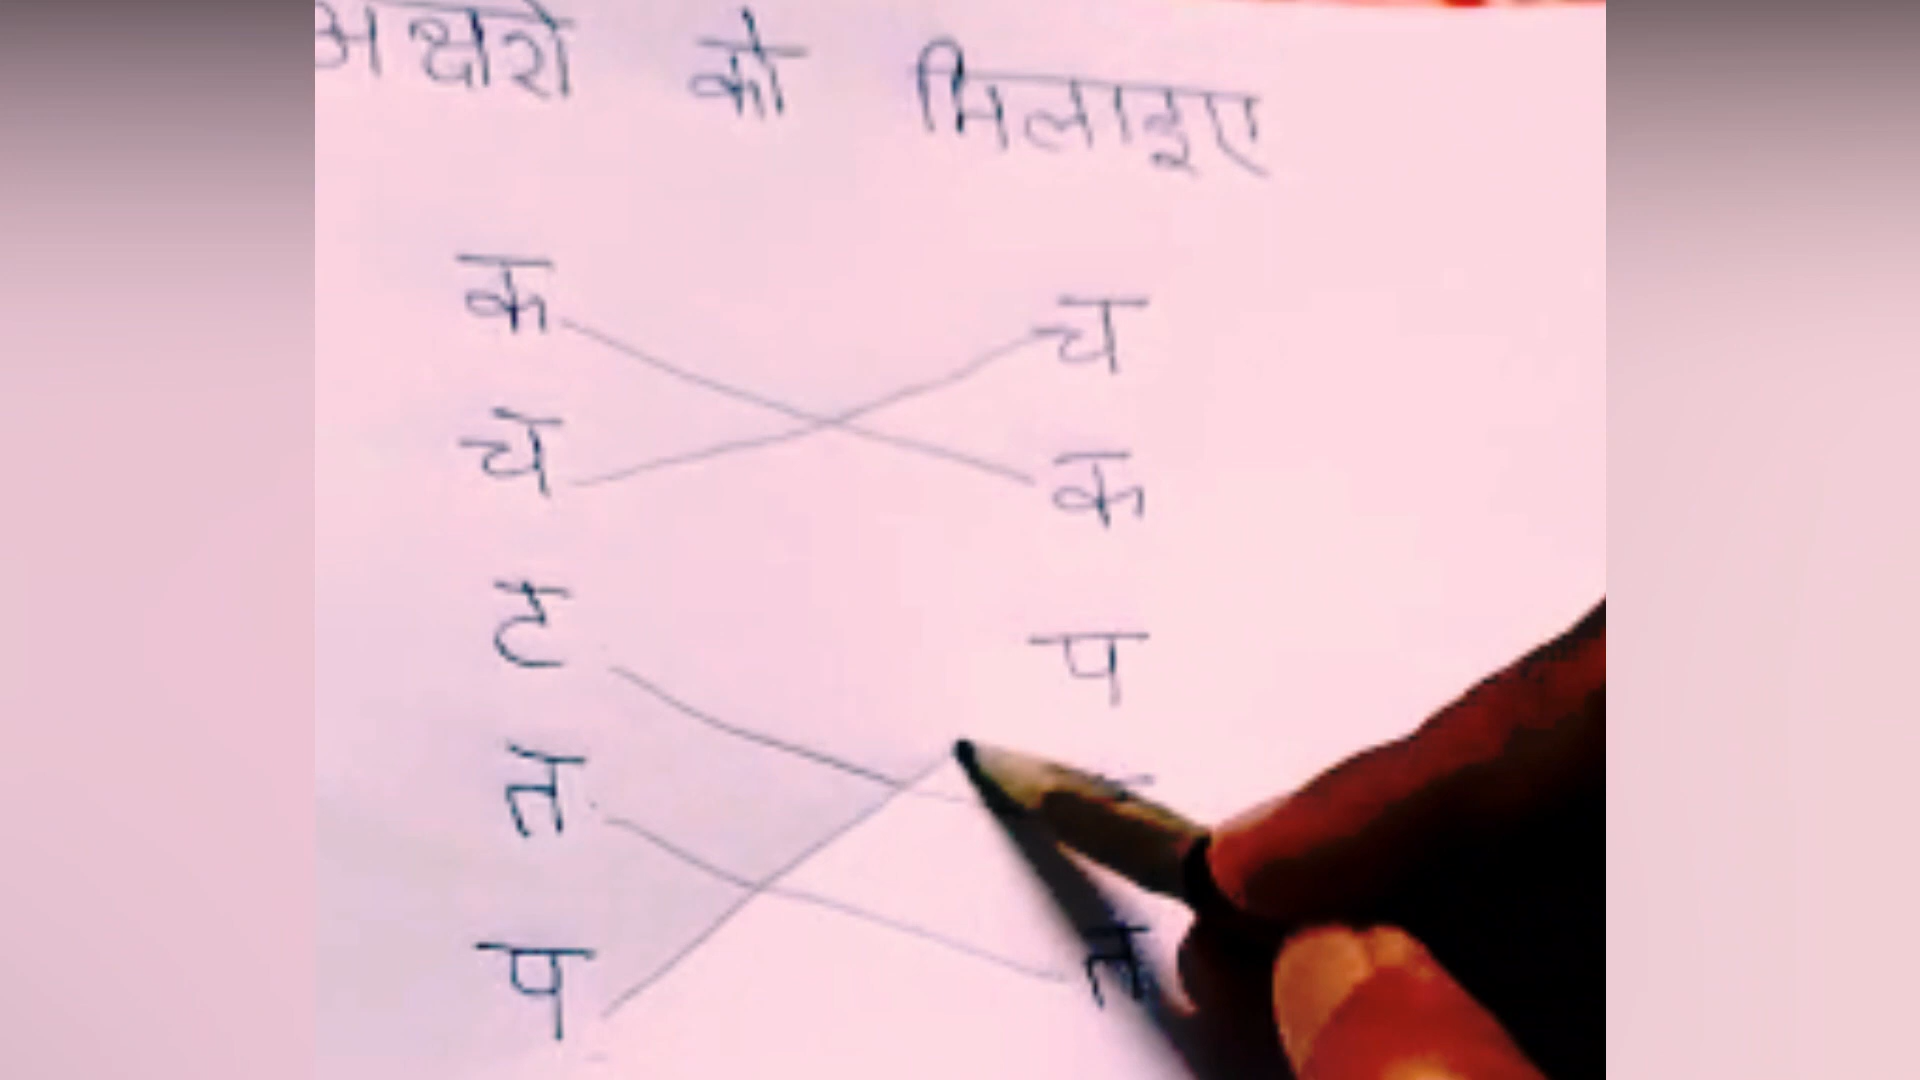 अक्षरो को मिलाइए
क च
च क
ट प
त
प त